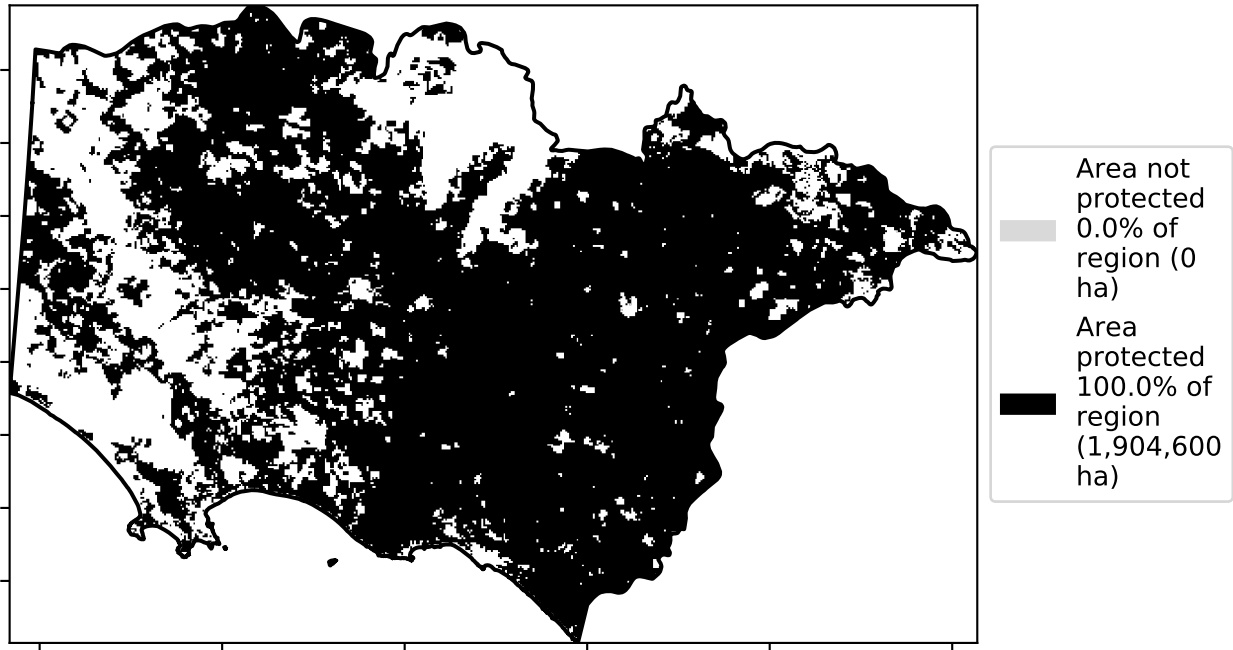 Area not
protected
0.0% of
region (0
ha)
Area
protected
100.0% of
region
(1,904,600
ha)